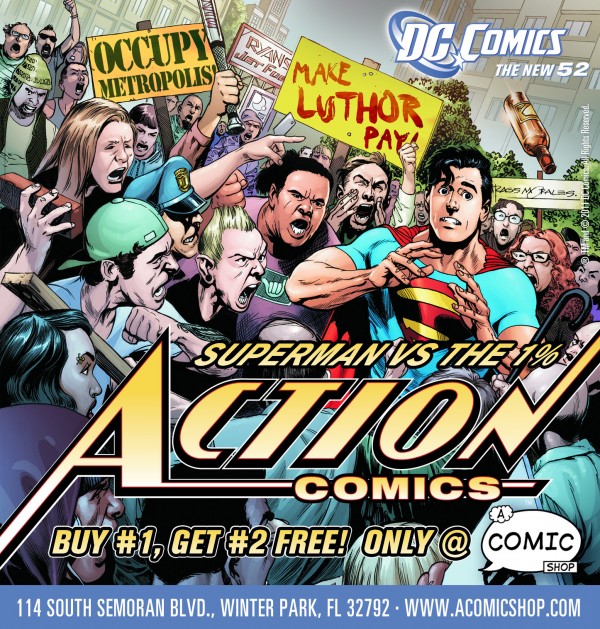 DC COMICS
THE NEW 52
OCCUPY
METROPOLIS!
MAKE
LUTHOR
PAY!
SUPERMAN VS THE 1%
ACTION
COMICS
BUY #1, GET #2 FREE! ONLY @
A
COMIC
SHOP
114 SOUTH SEMORAN BLVD., WINTER PARK, FL 32792 · WWW.ACOMICSHOP.COM